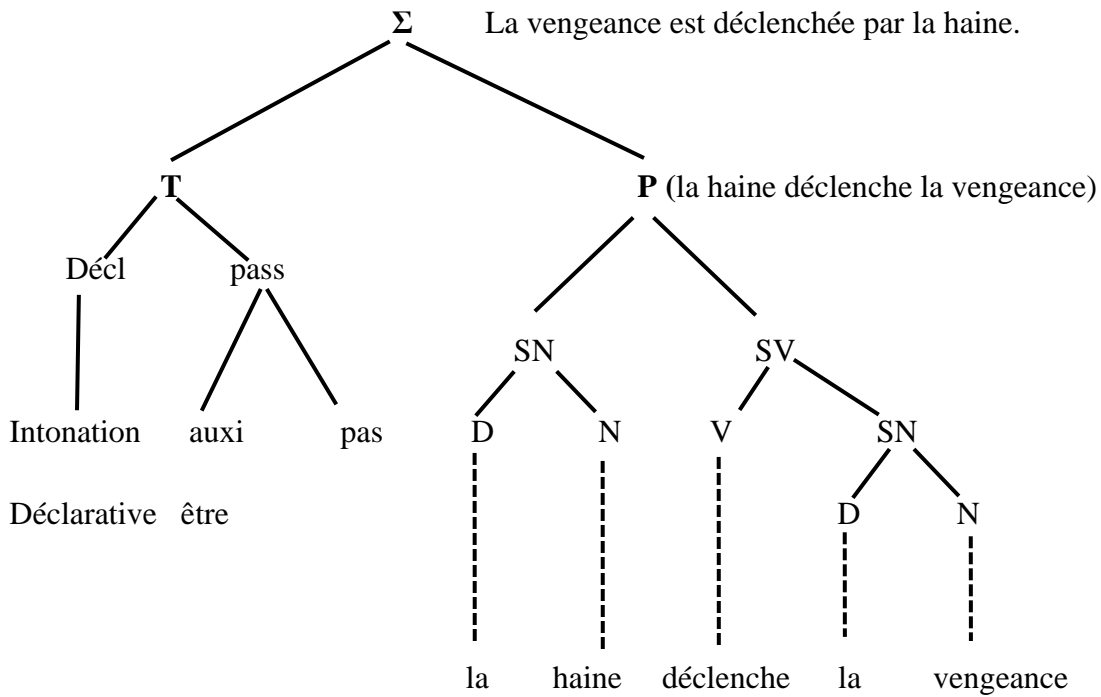 Σ La vengeance est déclenchée par la haine.
T P (la haine déclenche la vengeance)
Décl pass
SN SV
Intonation auxi pas D N V SN
Déclarative être D N
la haine déclenche la vengeance